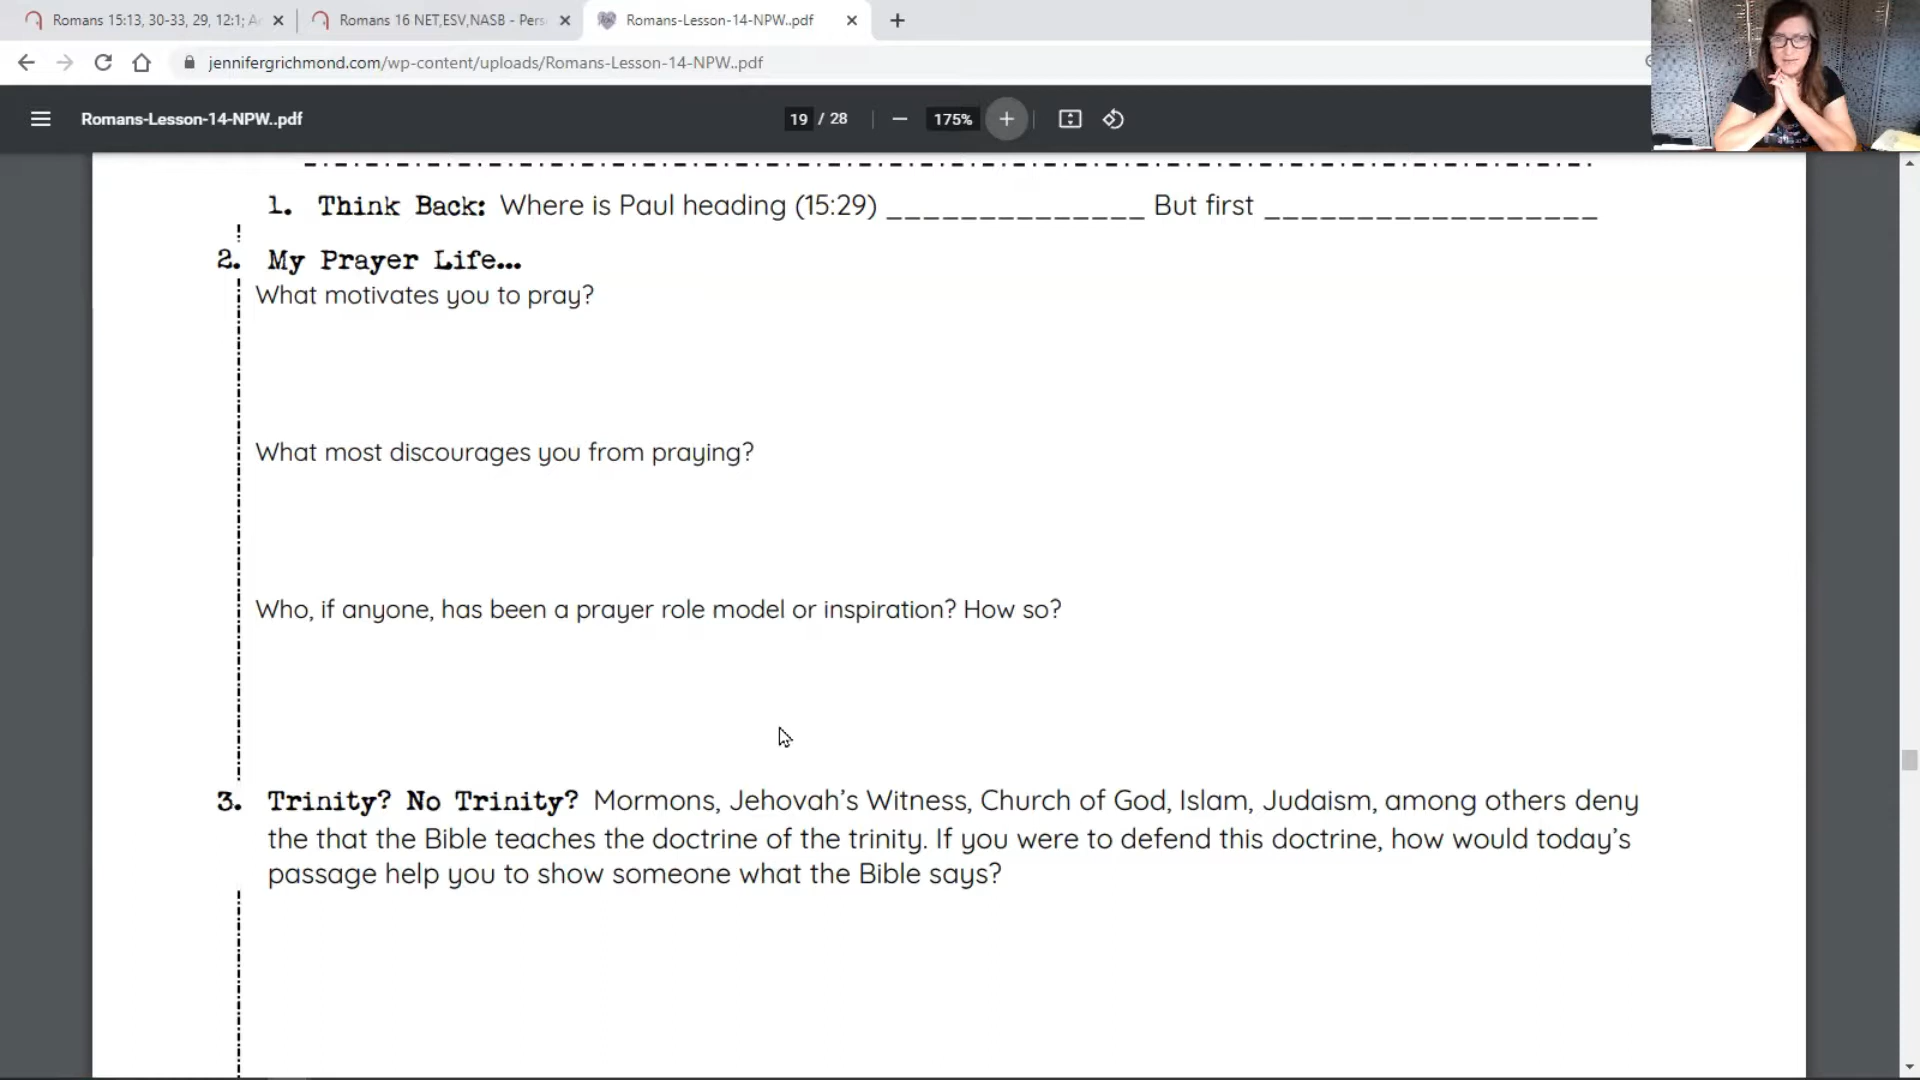 Romans 15:13, 30-33, 29, 12:1; A
Romans 16 NET,ESV,NASB - Pers
Romans-Lesson-14-NPW..pdf
jennifergrichmond.com/wp-content/uploads/Romans-Lesson-14-NPW..pdf
Romans-Lesson-14-NPW..pdf
19 / 28
175%
1. Think Back: Where is Paul heading (15:29) ______________ But first __________________
2. My Prayer Life...
What motivates you to pray?
What most discourages you from praying?
Who, if anyone, has been a prayer role model or inspiration? How so?
3. Trinity? No Trinity? Mormons, Jehovah's Witness, Church of God, Islam, Judaism, among others deny
the that the Bible teaches the doctrine of the trinity. If you were to defend this doctrine, how would today's
passage help you to show someone what the Bible says?